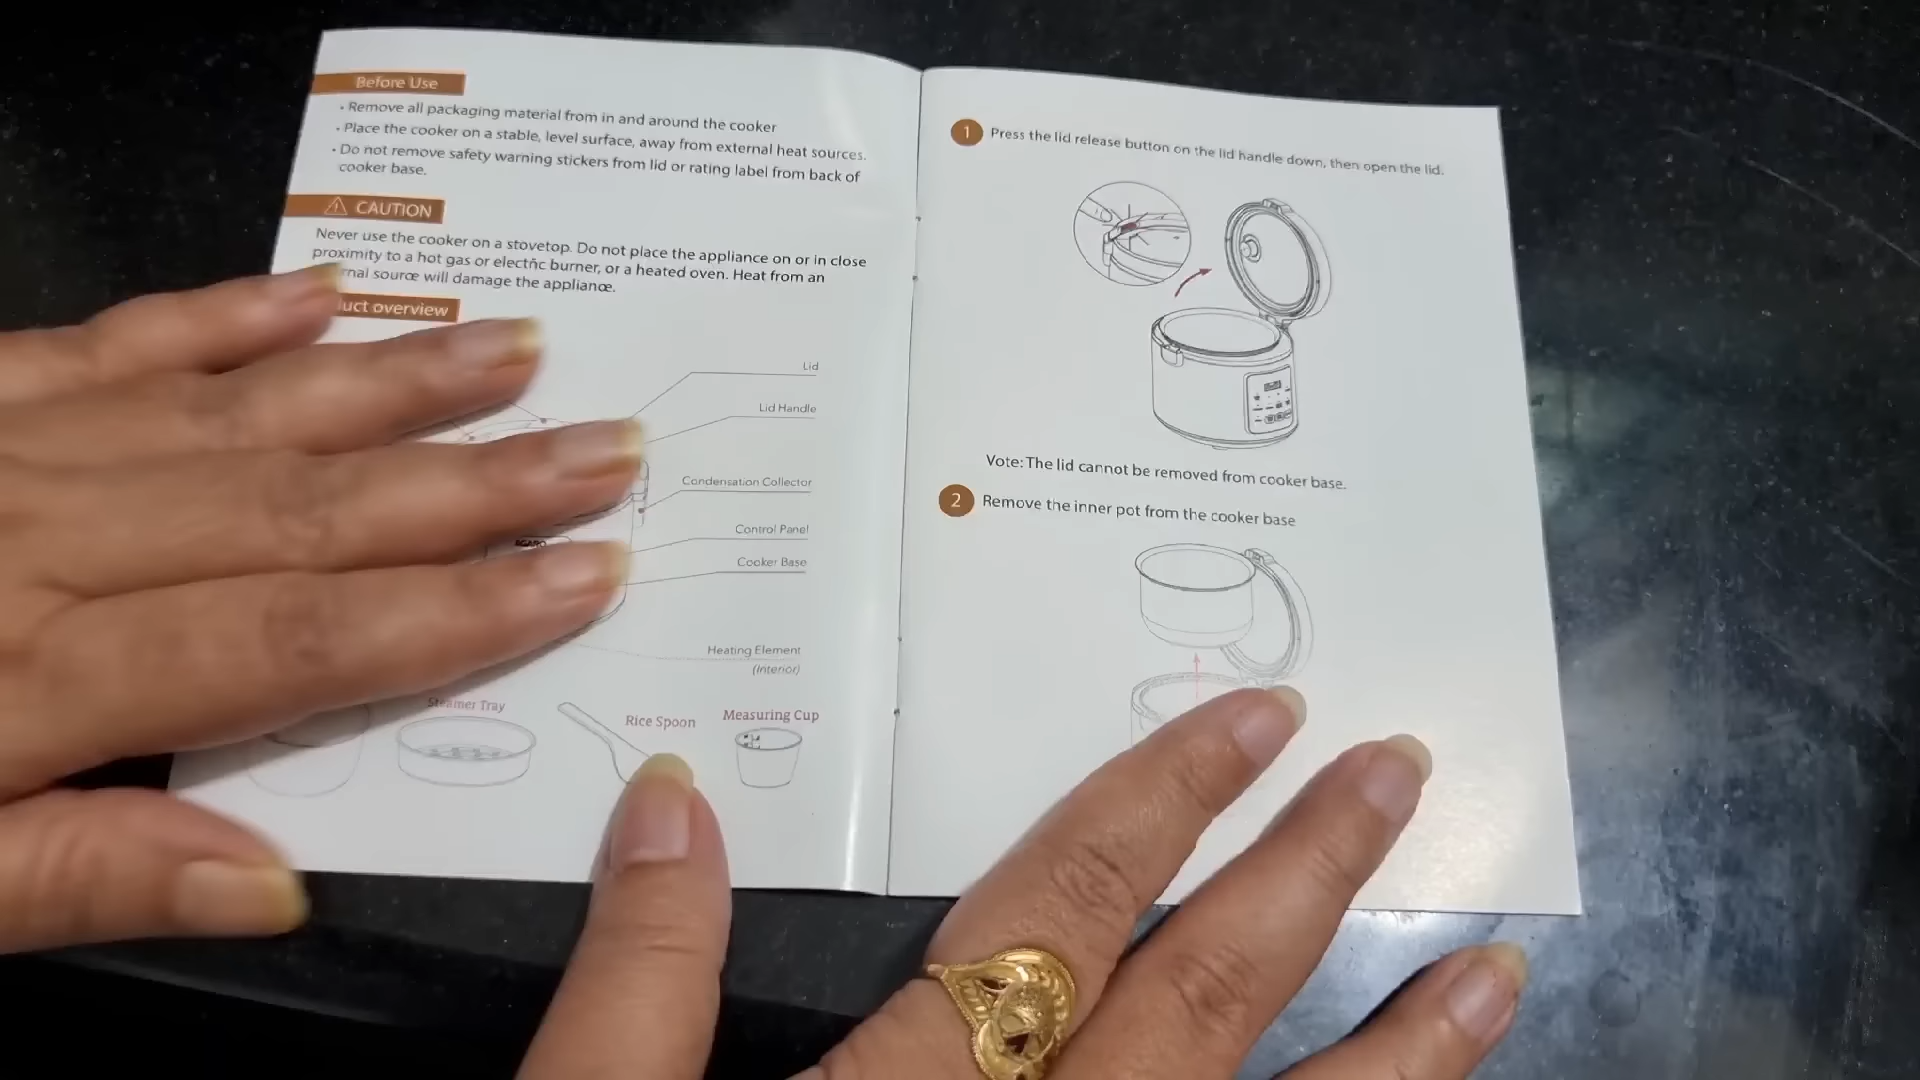 Before Use
• Remove all packaging material from in and around the cooker
• Place the cooker on a stable, level surface, away from external heat sources.
• Do not remove safety warning stickers from lid or rating label from back of
cooker base.
CAUTION
Never use the cooker on a stovetop. Do not place the appliance on or in close
proximity to a hot gas or electric burner, or a heated oven. Heat from an
rnal source will damage the appliance.
uct overview
Lid
Lid Handle
Condensation Collector
Control Panel
Cooker Base
Heating Element
(Interior)
Steamer Tray
Rice Spoon
Measuring Cup
1 Press the lid release button on the lid handle down, then open the lid.
Vote: The lid cannot be removed from cooker base.
2 Remove the inner pot from the cooker base